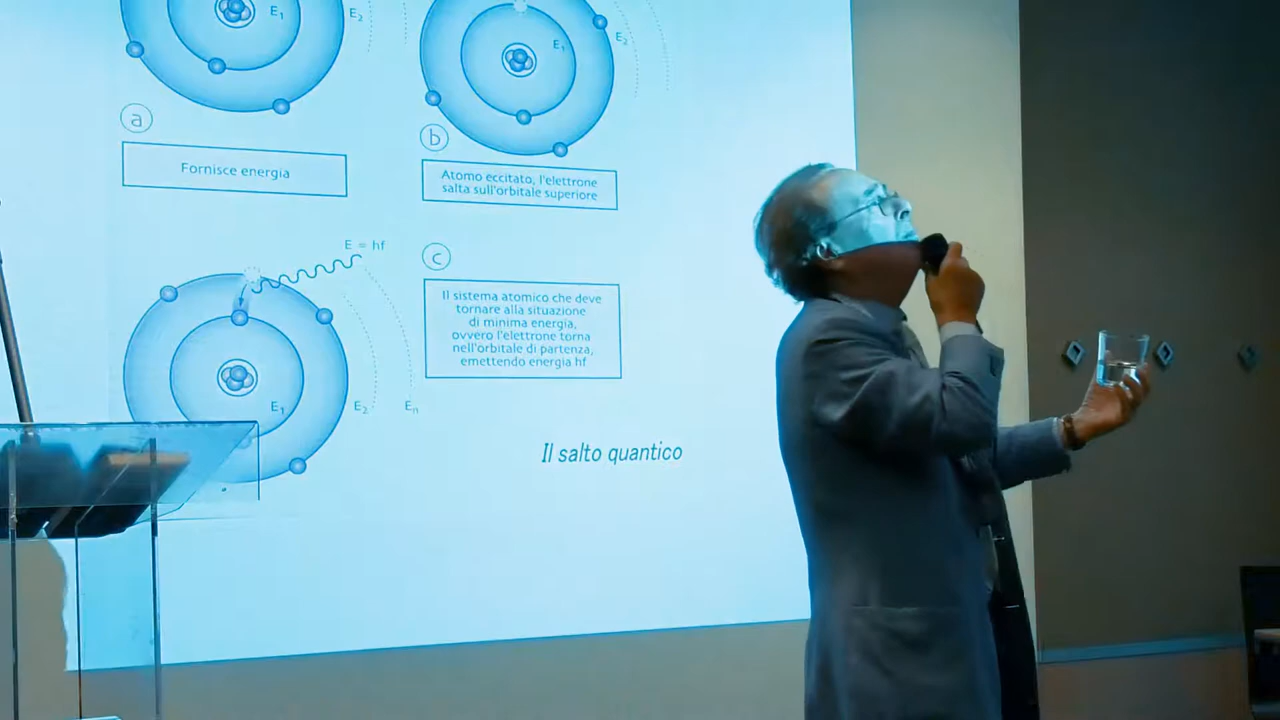 E₁
E₂
E₁
E₂
a
b
Fornisce energia
Atomo eccitato, l'elettrone
salta sull'orbitale superiore
E = hf
c
Il sistema atomico che deve
tornare alla situazione
di minima energia,
ovvero l'elettrone torna
nell'orbitale di partenza,
emettendo energia hf
E₁
E₂
Eₙ
Il salto quantico